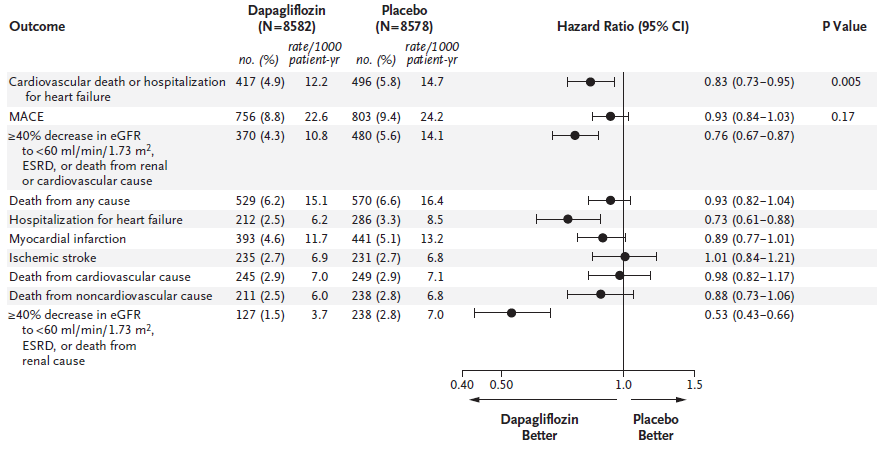 Dapagliflozin Placebo
Outcome (N=8582) (N=8578) Hazard Ratio (95% CI) P Value
rate/1000 rate/1000
no. (%) patient-yr no. (%) patient-yr
Cardiovascular death or hospitalization 417 (4.9) 12.2 496 (5.8) 14.7 0.83 (0.73–0.95) 0.005
for heart failure
MACE 756 (8.8) 22.6 803 (9.4) 24.2 0.93 (0.84–1.03) 0.17
≥40% decrease in eGFR 370 (4.3) 10.8 480 (5.6) 14.1 0.76 (0.67–0.87)
to <60 ml/min/1.73 m², 
ESRD, or death from renal
or cardiovascular cause
Death from any cause 529 (6.2) 15.1 570 (6.6) 16.4 0.93 (0.82–1.04)
Hospitalization for heart failure 212 (2.5) 6.2 286 (3.3) 8.5 0.73 (0.61–0.88)
Myocardial infarction 393 (4.6) 11.7 441 (5.1) 13.2 0.89 (0.77–1.01)
Ischemic stroke 235 (2.7) 6.9 231 (2.7) 6.8 1.01 (0.84–1.21)
Death from cardiovascular cause 245 (2.9) 7.0 249 (2.9) 7.1 0.98 (0.82–1.17)
Death from noncardiovascular cause 211 (2.5) 6.0 238 (2.8) 6.8 0.88 (0.73–1.06)
≥40% decrease in eGFR 127 (1.5) 3.7 238 (2.8) 7.0 0.53 (0.43–0.66)
to <60 ml/min/1.73 m²,
ESRD, or death from
renal cause
0.40 0.50 1.0 1.5
Dapagliflozin Placebo
Better Better